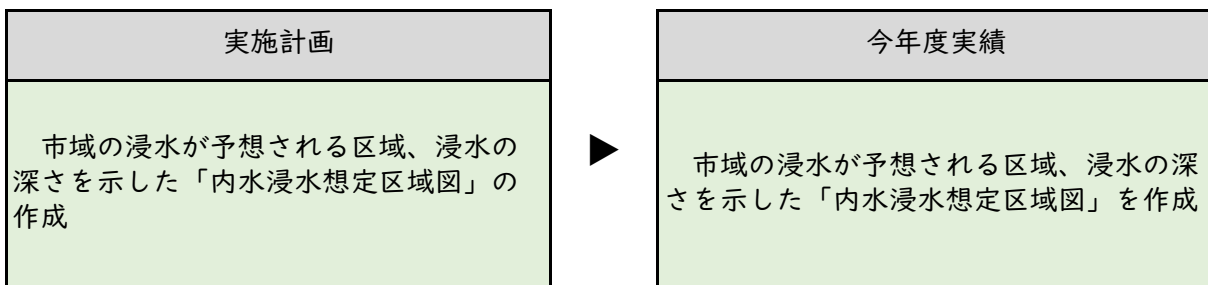 実施計画
市域の浸水が予想される区域、浸水の
深さを示した「内水浸水想定区域図」の
作成
▶
今年度実績
市域の浸水が予想される区域、浸水の深
さを示した「内水浸水想定区域図」を作成